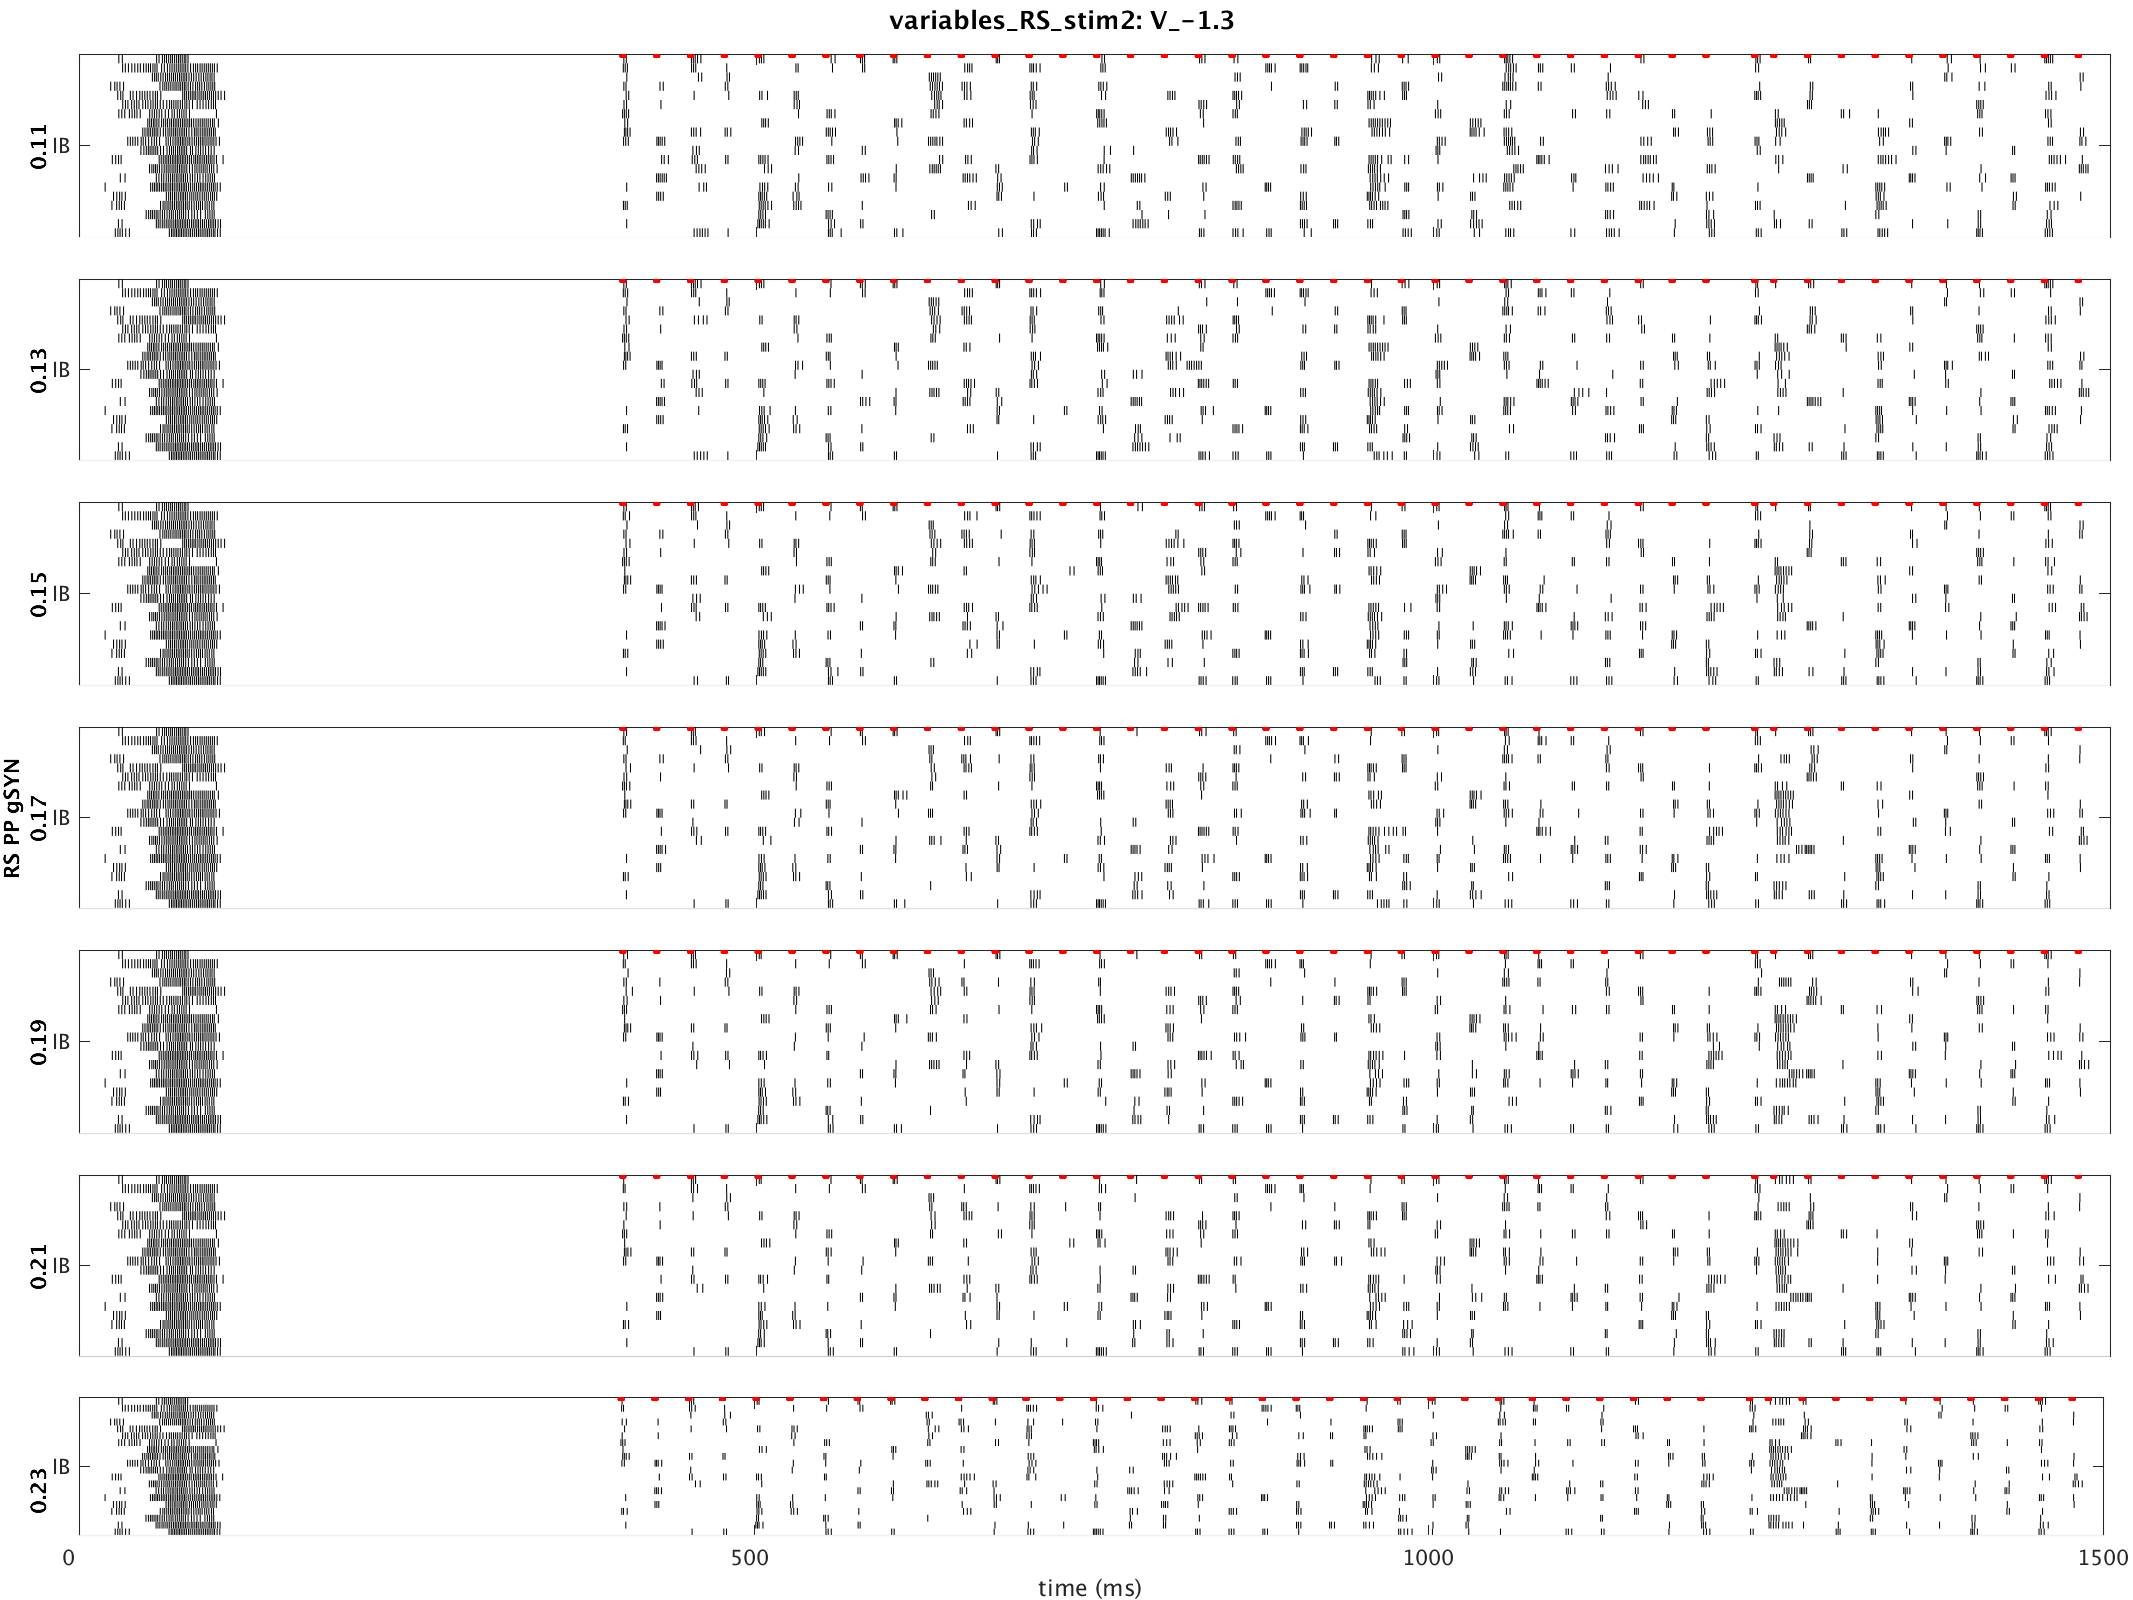 variables_RS_stim2: V_-1.3
RS PP gSYN
0.11 IB
0.13 IB
0.15 IB
0.17 IB
0.19 IB
0.21 IB
0.23 IB
0 500 1000 1500
time (ms)